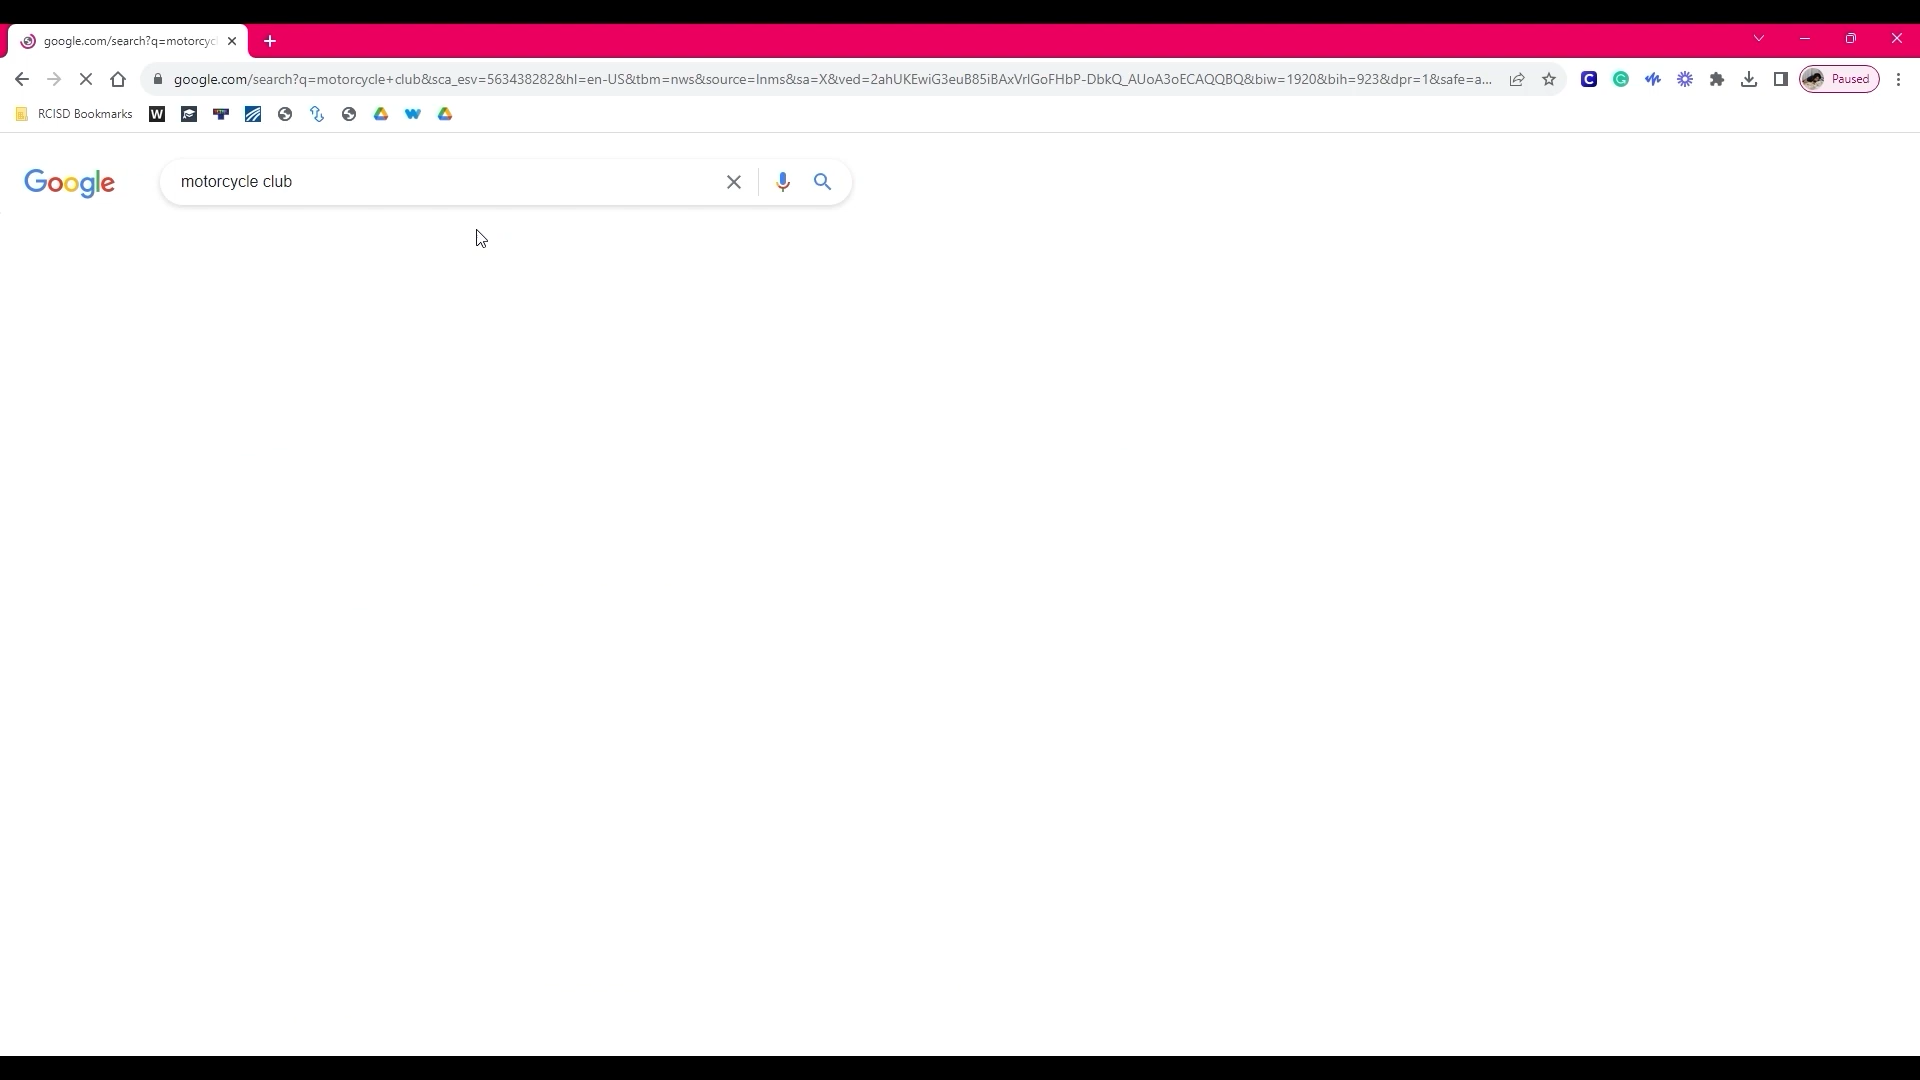 google.com/search?q=motorcycl
google.com/search?q=motorcycle+club&sca_esv=563438282&hl=en-US&tbm=nws&source=lnms&sa=X&ved=2ahUKEwiG3euB85iBAxVrlGoFHbP-DbkQ_AUoA3oECAQQBQ&biw=1920&bih=923&dpr=1&safe=a...
Paused
RCISD Bookmarks
Google
motorcycle club